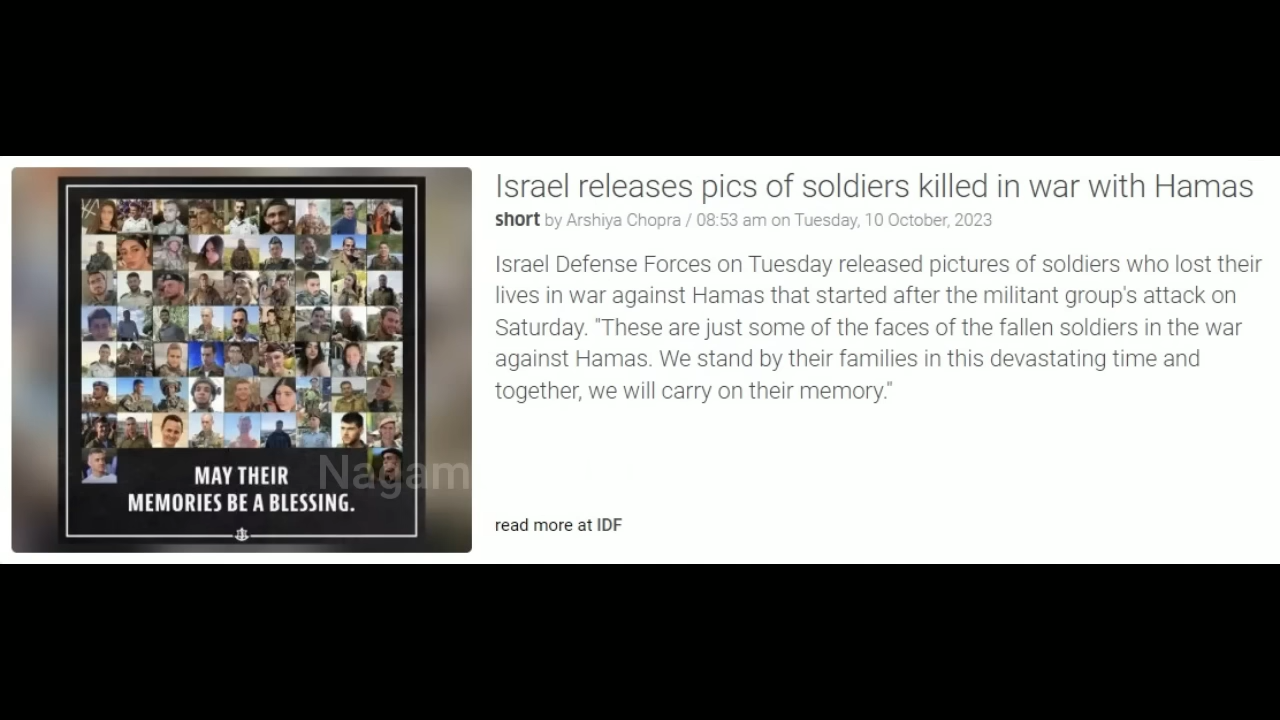 Israel releases pics of soldiers killed in war with Hamas
short by Arshiya Chopra / 08:53 am on Tuesday, 10 October, 2023
Israel Defense Forces on Tuesday released pictures of soldiers who lost their
lives in war against Hamas that started after the militant group's attack on
Saturday. "These are just some of the faces of the fallen soldiers in the war
against Hamas. We stand by their families in this devastating time and
together, we will carry on their memory."
read more at IDF
MAY THEIR
MEMORIES BE A BLESSING.
Nagam